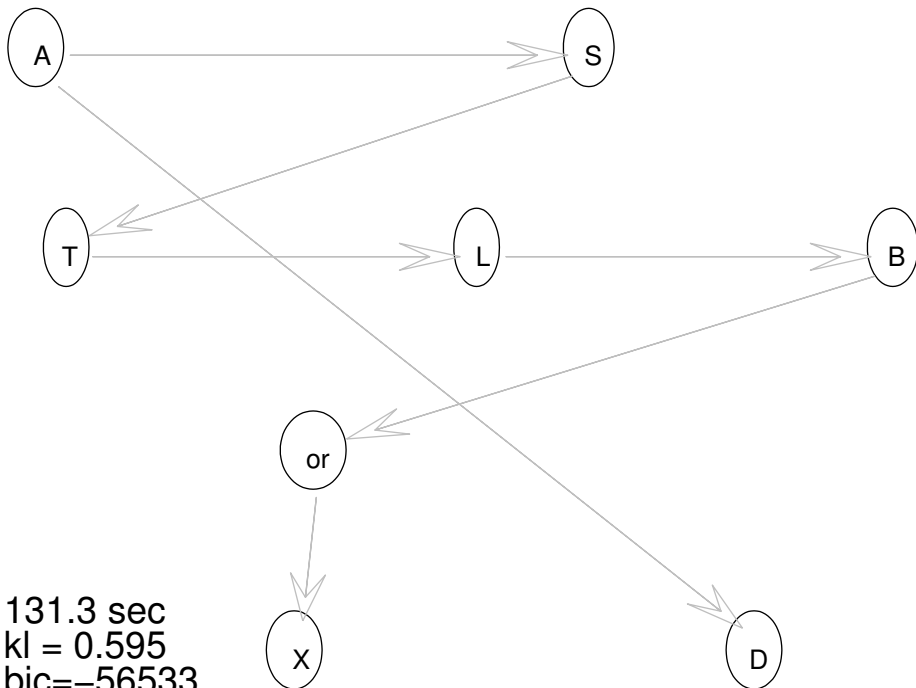 A S
T L B
or
X D
131.3 sec
kl = 0.595
bic=−56533